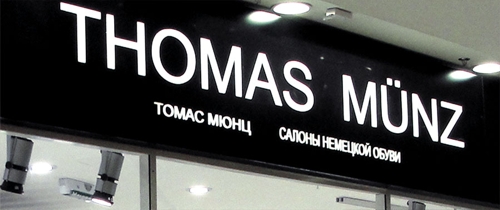 THOMAS MÜNZ
ТОМАС МЮНЦ САЛОНЫ НЕМЕЦКОЙ ОБУВИ